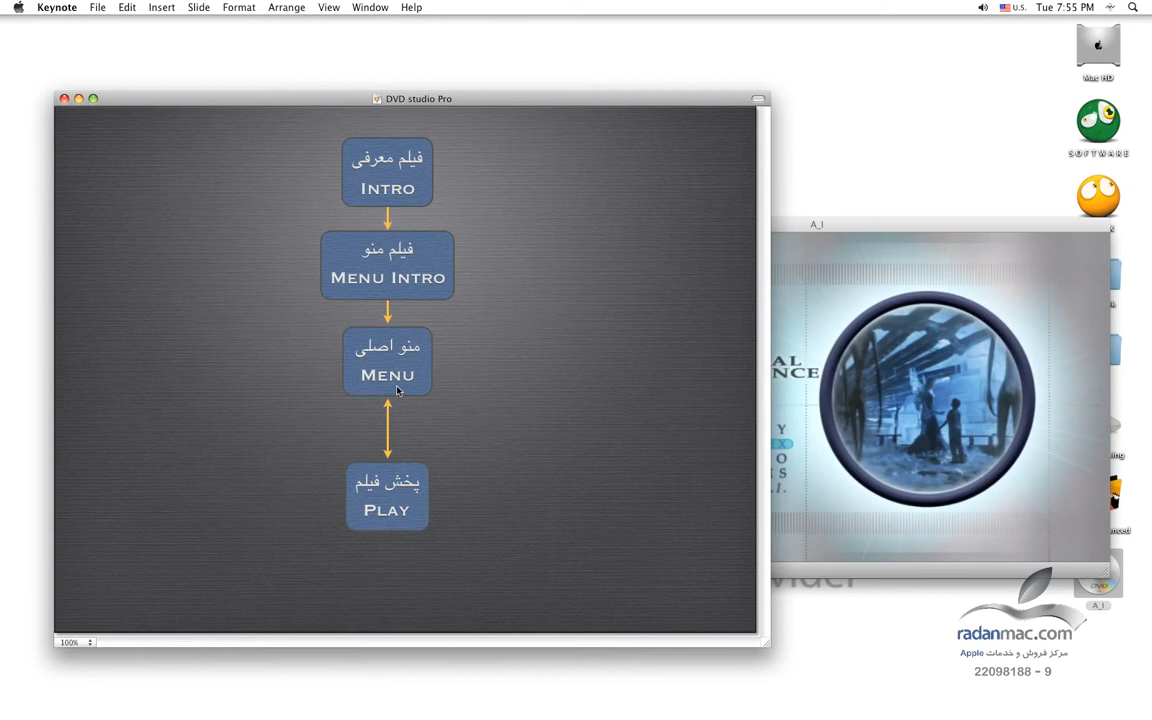 Keynote File Edit Insert Slide Format Arrange View Window Help
U.S. Tue 7:55 PM
Mac HD
SOFTWARE
DVD studio Pro
فیلم معرفی
INTRO
فیلم منو
MENU INTRO
منو اصلی
MENU
پخش فیلم
PLAY
100%
A_I
A_I
radanmac.com
مرکز فروش و خدمات Apple
22098188 - 9